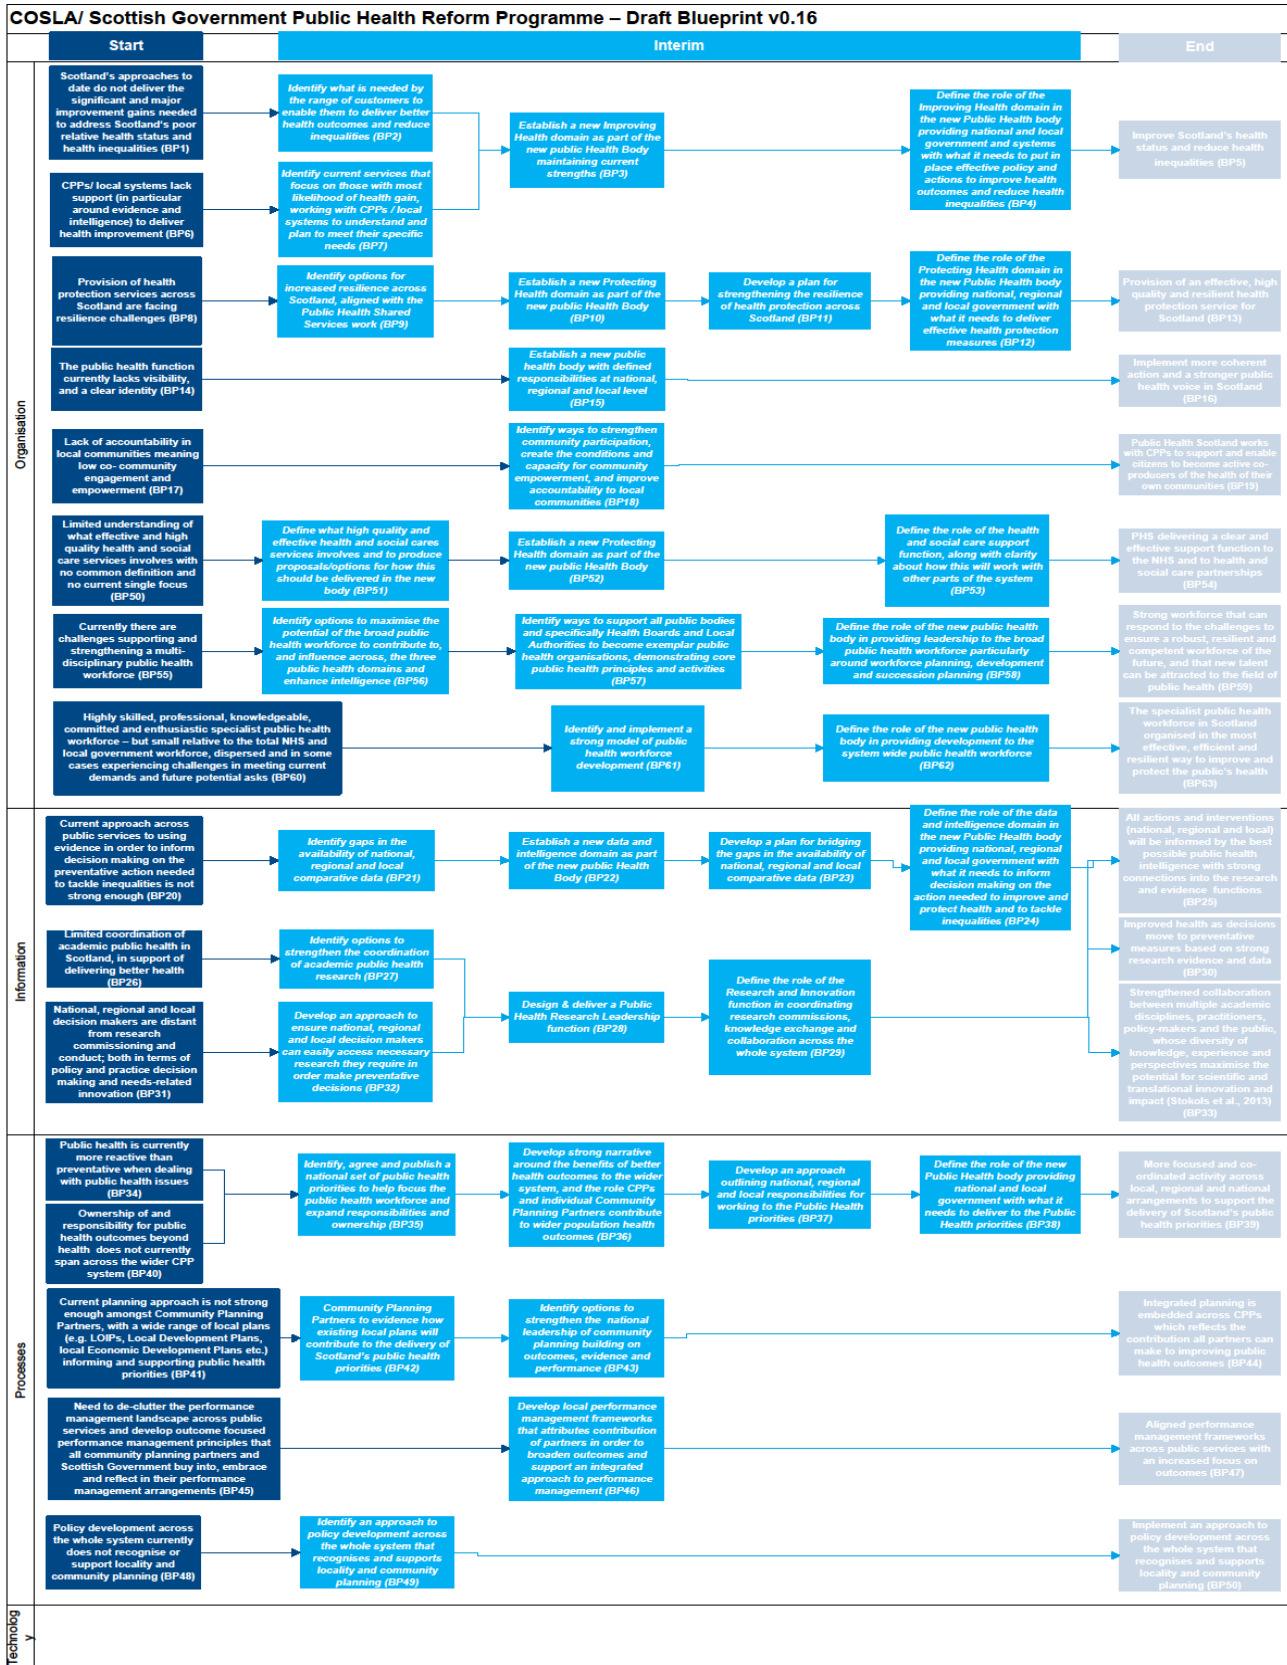 COSLA/ Scottish Government Public Health Reform Programme – Draft Blueprint v0.16
Start
Interim
End
Organisation
Scotland's approaches to
date do not deliver the
significant and major
improvement gains needed
to address Scotland's poor
relative health status and
health inequalities (BP1)
Identify what is needed by
the range of customers to
enable them to deliver better
health outcomes and reduce
inequalities (BP2)
Establish a new Improving
Health domain as part of the
new public Health Body
maintaining current
strengths (BP3)
Define the role of the
Improving Health domain in
the new Public Health body
providing national and local
government and systems
with what it needs to put in
place effective policy and
actions to improve health
outcomes and reduce health
inequalities (BP4)
Improve Scotland's health
status and reduce health
inequalities (BP5)
CPPs/ local systems lack
support (in particular
around evidence and
intelligence) to deliver
health improvement (BP6)
Identify current services that
focus on those with most
likelihood of health gain,
working with CPPs / local
systems to understand and
plan to meet their specific
needs (BP7)
Provision of health
protection services across
Scotland are facing
resilience challenges (BP8)
Identify options for
increased resilience across
Scotland, aligned with the
Public Health Shared
Services work (BP9)
Establish a new Protecting
Health domain as part of the
new public Health Body
(BP10)
Develop a plan for
strengthening the resilience
of health protection across
Scotland (BP11)
Define the role of the
Protecting Health domain in
the new Public Health body
providing national, regional
and local government with
what it needs to deliver
effective health protection
measures (BP12)
Provision of an effective, high
quality and resilient health
protection service for
Scotland (BP13)
The public health function
currently lacks visibility,
and a clear identity (BP14)
Establish a new public
health body with defined
responsibilities at national,
regional and local level
(BP15)
Implement more coherent
action and a stronger public
health voice in Scotland
(BP16)
Lack of accountability in
local communities meaning
low co- community
engagement and
empowerment (BP17)
Identify ways to strengthen
community participation,
create the conditions and
capacity for community
empowerment, and improve
accountability to local
communities (BP18)
Public Health Scotland works
with CPPs to support and enable
citizens to become active co-
producers of the health of their
own communities (BP19)
Limited understanding of
what effective and high
quality health and social
care services involves with
no common definition and
no current single focus
(BP50)
Define what high quality and
effective health and social cares
services involves and to produce
proposals/options for how this
should be delivered in the new
body (BP51)
Establish a new Protecting
Health domain as part of the
new public Health Body
(BP52)
Define the role of the health
and social care support
function, along with clarity
about how this will work with
other parts of the system
(BP53)
PHS delivering a clear and
effective support function to
the NHS and to health and
social care partnerships
(BP54)
Currently there are
challenges supporting and
strengthening a multi-
disciplinary public health
workforce (BP55)
Identify options to maximise the
potential of the broad public
health workforce to contribute to,
and influence across, the three
public health domains and
enhance intelligence (BP56)
Identify ways to support all public bodies
and specifically Health Boards and Local
Authorities to become exemplar public
health organisations, demonstrating core
public health principles and activities
(BP57)
Define the role of the new public health
body in providing leadership to the broad
public health workforce particularly
around workforce planning, development
and succession planning (BP58)
Strong workforce that can
respond to the challenges to
ensure a robust, resilient and
competent workforce of the
future, and that new talent
can be attracted to the field of
public health (BP59)
Highly skilled, professional, knowledgeable,
committed and enthusiastic specialist public health
workforce – but small relative to the total NHS and
local government workforce, dispersed and in some
cases experiencing challenges in meeting current
demands and future potential asks (BP60)
Identify and implement a
strong model of public
health workforce
development (BP61)
Define the role of the new public health
body in providing development to the
system wide public health workforce
(BP62)
The specialist public health
workforce in Scotland
organised in the most
effective, efficient and
resilient way to improve and
protect the public's health
(BP63)
Information
Current approach across
public services to using
evidence in order to inform
decision making on the
preventative action needed
to tackle inequalities is not
strong enough (BP20)
Identify gaps in the
availability of national,
regional and local
comparative data (BP21)
Establish a new data and
intelligence domain as part
of the new public Health
Body (BP22)
Develop a plan for bridging
the gaps in the availability of
national, regional and local
comparative data (BP23)
Define the role of the data
and intelligence domain in
the new Public Health body
providing national, regional
and local government with
what it needs to inform
decision making on the
action needed to improve and
protect health and to tackle
inequalities (BP24)
All actions and interventions
(national, regional and local)
will be informed by the best
possible public health
intelligence with strong
connections into the research
and evidence functions
(BP25)
Limited coordination of
academic public health in
Scotland, in support of
delivering better health
(BP26)
Identify options to
strengthen the coordination
of academic public health
research (BP27)
Design & deliver a Public
Health Research Leadership
function (BP28)
Define the role of the
Research and Innovation
function in coordinating
research commissions,
knowledge exchange and
collaboration across the
whole system (BP29)
Improved health as decisions
move to preventative
measures based on strong
research evidence and data
(BP30)
National, regional and local
decision makers are distant
from research
commissioning and
conduct; both in terms of
policy and practice decision
making and needs-related
innovation (BP31)
Develop an approach to
ensure national, regional
and local decision makers
can easily access necessary
research they require in
order make preventative
decisions (BP32)
Strengthened collaboration
between multiple academic
disciplines, practitioners,
policy-makers and the public,
whose diversity of
knowledge, experience and
perspectives maximise the
potential for scientific and
translational innovation and
impact (Stokols et al., 2013)
(BP33)
Processes
Public health is currently
more reactive than
preventative when dealing
with public health issues
(BP34)
Identify, agree and publish a
national set of public health
priorities to help focus the
public health workforce and
expand responsibilities and
ownership (BP35)
Develop strong narrative
around the benefits of better
health outcomes to the wider
system, and the role CPPs
and individual Community
Planning Partners contribute
to wider population health
outcomes (BP36)
Develop an approach
outlining national, regional
and local responsibilities for
working to the Public Health
priorities (BP37)
Define the role of the new
Public Health body providing
national and local
government with what it
needs to deliver to the Public
Health priorities (BP38)
More focused and co-
ordinated activity across
local, regional and national
arrangements to support the
delivery of Scotland's public
health priorities (BP39)
Ownership of and
responsibility for public
health outcomes beyond
health does not currently
span across the wider CPP
system (BP40)
Current planning approach is not strong
enough amongst Community Planning
Partners, with a wide range of local plans
(e.g. LOIPs, Local Development Plans,
local Economic Development Plans etc.)
informing and supporting public health
priorities (BP41)
Community Planning
Partners to evidence how
existing local plans will
contribute to the delivery of
Scotland's public health
priorities (BP42)
Identify options to
strengthen the national
leadership of community
planning building on
outcomes, evidence and
performance (BP43)
Integrated planning is
embedded across CPPs
which reflects the
contribution all partners can
make to improving public
health outcomes (BP44)
Need to de-clutter the performance
management landscape across public
services and develop outcome focused
performance management principles that
all community planning partners and
Scottish Government buy into, embrace
and reflect in their performance
management arrangements (BP45)
Develop local performance
management frameworks
that attributes contribution
of partners in order to
broaden outcomes and
support an integrated
approach to performance
management (BP46)
Aligned performance
management frameworks
across public services with
an increased focus on
outcomes (BP47)
Policy development across
the whole system currently
does not recognise or
support locality and
community planning (BP48)
Identify an approach to
policy development across
the whole system that
recognises and supports
locality and community
planning (BP49)
Implement an approach to
policy development across
the whole system that
recognises and supports
locality and community
planning (BP50)
Technolog
y